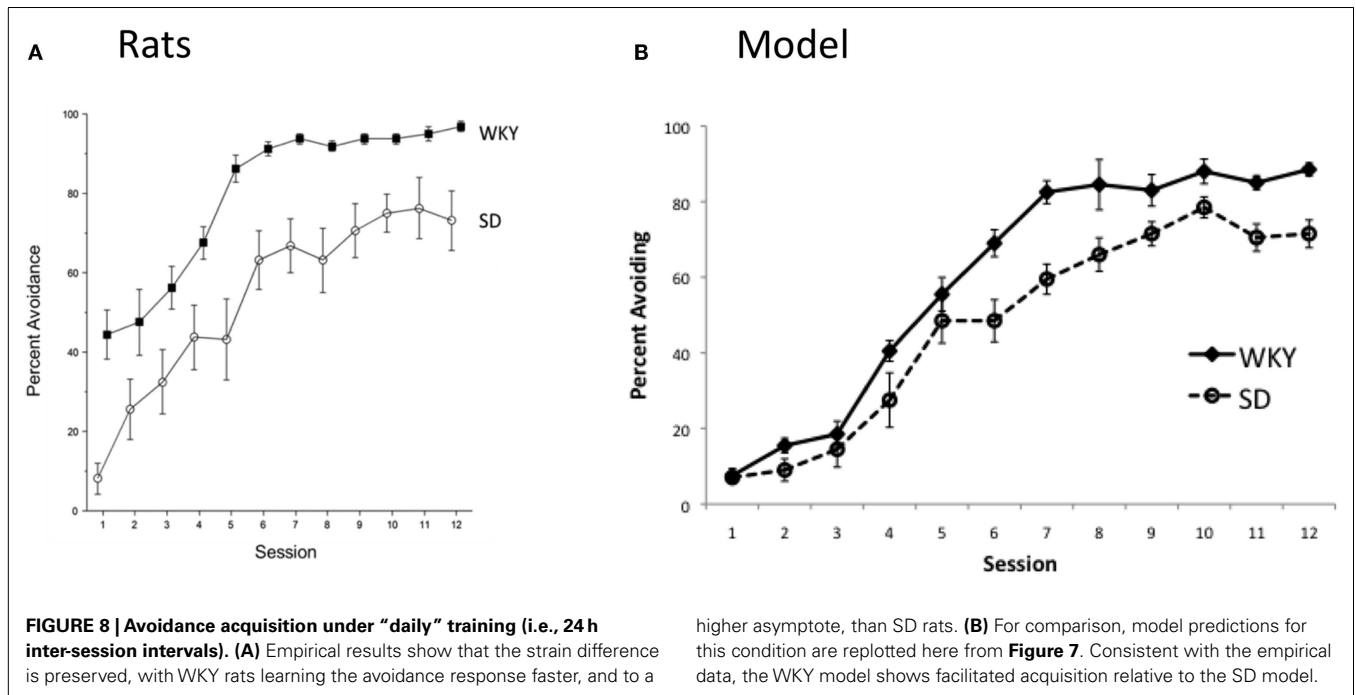 A Rats
100
80
60
40
20
0
Percent Avoidance
WKY
SD
1 2 3 4 5 6 7 8 9 10 11 12
Session
B Model
100
80
60
40
20
0
Percent Avoiding
WKY
SD
1 2 3 4 5 6 7 8 9 10 11 12
Session
FIGURE 8 | Avoidance acquisition under “daily” training (i.e., 24 h
inter-session intervals). (A) Empirical results show that the strain difference
is preserved, with WKY rats learning the avoidance response faster, and to a
higher asymptote, than SD rats. (B) For comparison, model predictions for
this condition are replotted here from Figure 7. Consistent with the empirical
data, the WKY model shows facilitated acquisition relative to the SD model.